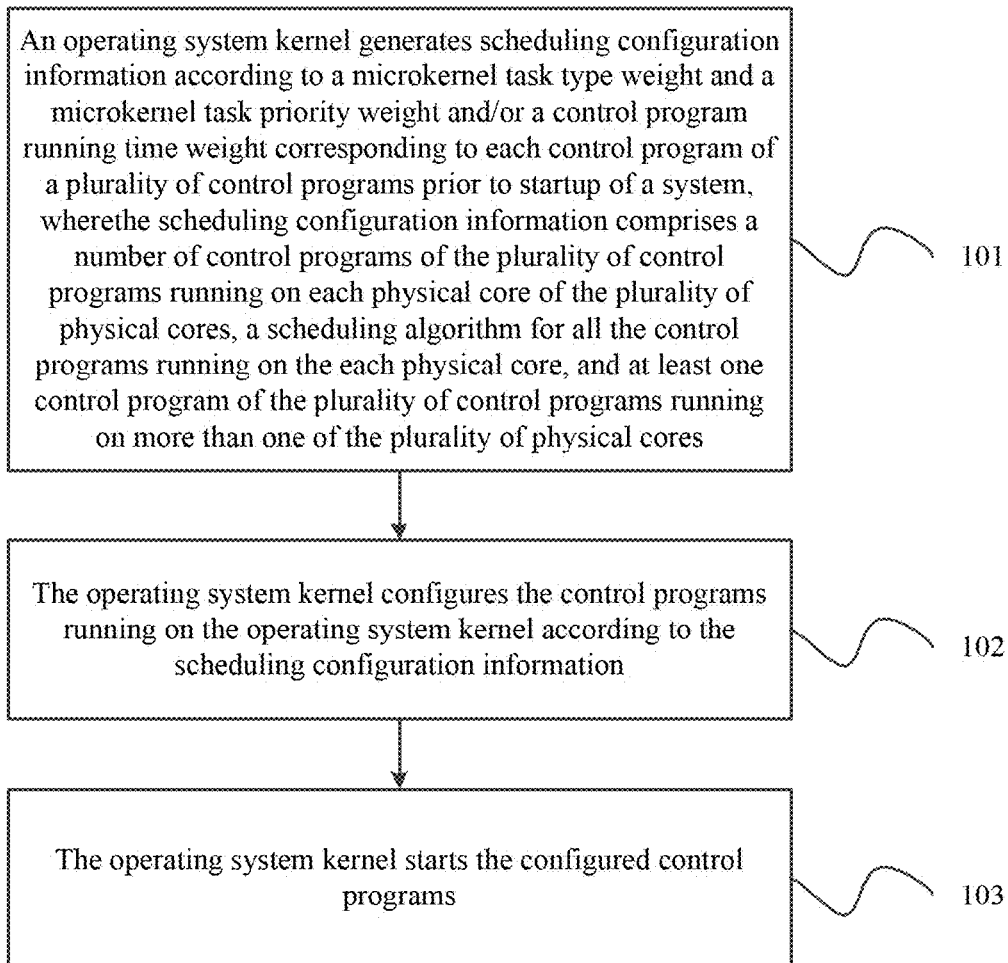 An operating system kernel generates scheduling configuration
information according to a microkernel task type weight and a
microkernel task priority weight and/or a control program
running time weight corresponding to each control program of
a plurality of control programs prior to startup of a system,
wherethe scheduling configuration information comprises a
number of control programs of the plurality of control
programs running on each physical core of the plurality of
physical cores, a scheduling algorithm for all the control
programs running on the each physical core, and at least one
control program of the plurality of control programs running
on more than one of the plurality of physical cores
101
The operating system kernel configures the control programs
running on the operating system kernel according to the
scheduling configuration information
102
The operating system kernel starts the configured control
programs
103